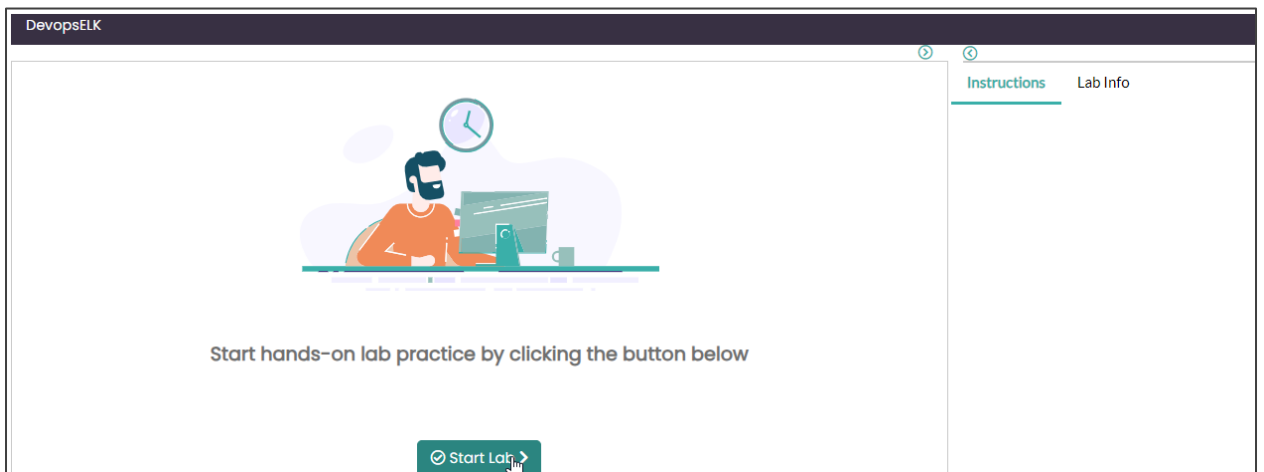 DevopsELK
Instructions Lab Info
Start hands-on lab practice by clicking the button below
Start Lab